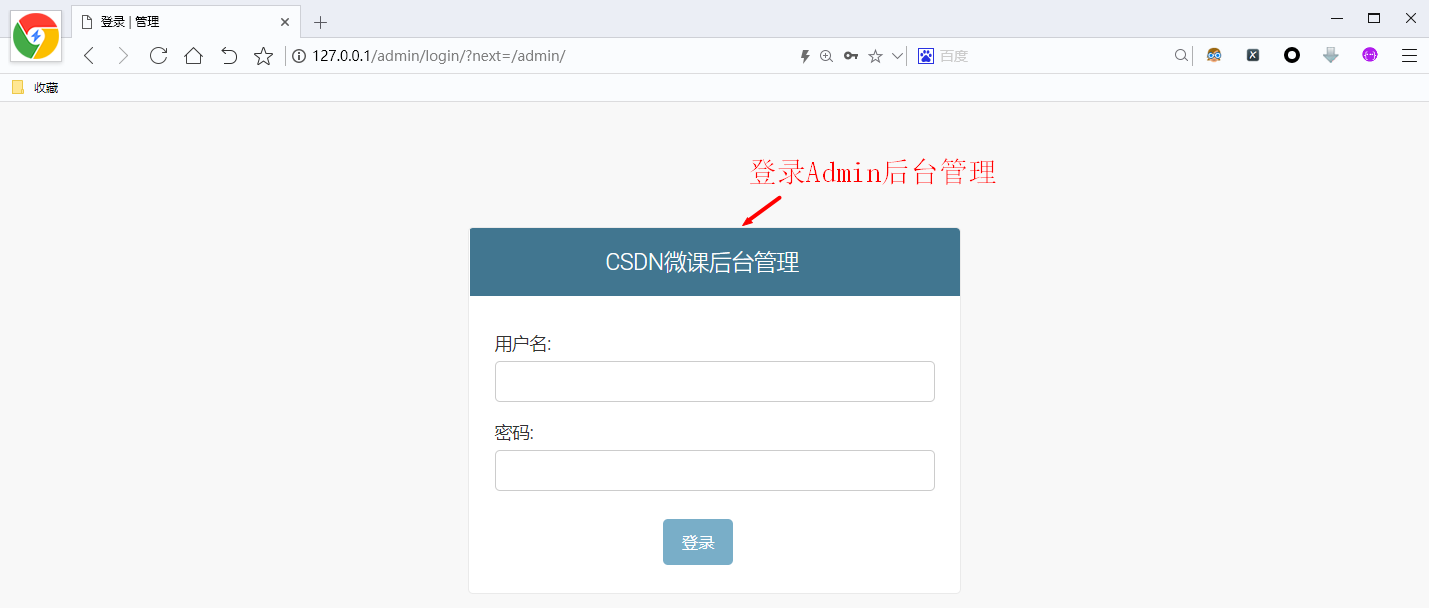 登录 | 管理
127.0.0.1/admin/login/?next=/admin/
百度
收藏
登录Admin后台管理
CSDN微课后台管理
用户名:
密码:
登录